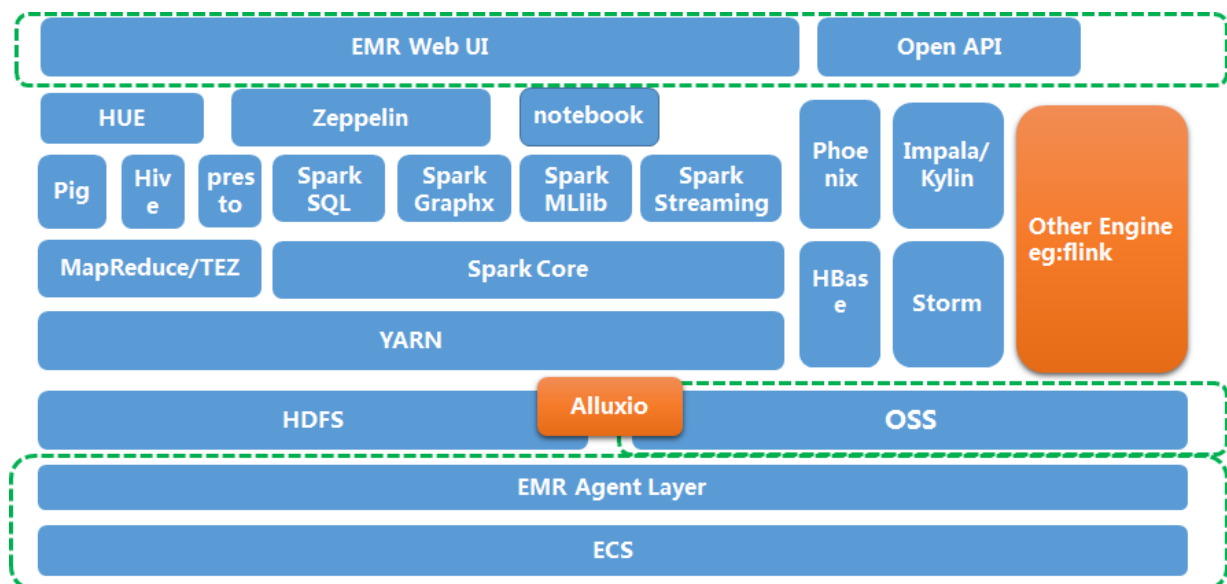 EMR Web UI
Open API
HUE
Zeppelin
notebook
Phoe
nix
Impala/
Kylin
Other Engine
eg:flink
Pig
Hiv
e
pres
to
Spark
SQL
Spark
Graphx
Spark
MLlib
Spark
Streaming
MapReduce/TEZ
Spark Core
HBas
e
Storm
YARN
HDFS
Alluxio
OSS
EMR Agent Layer
ECS